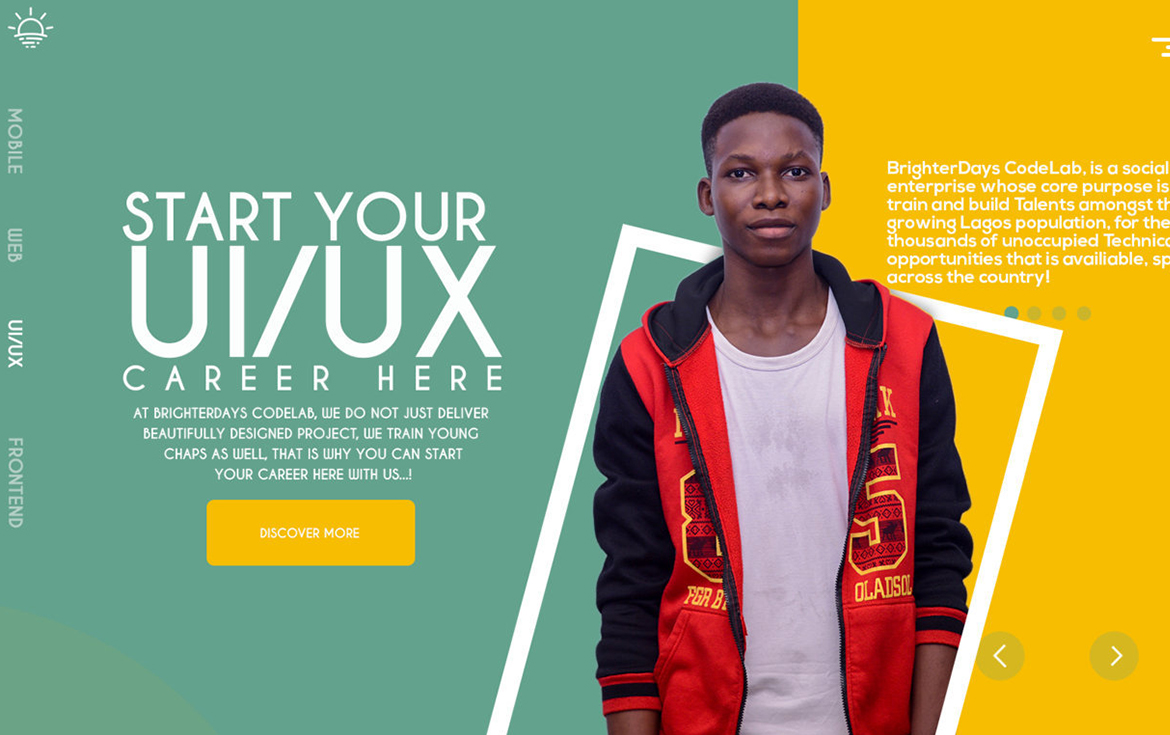 MOBILE
WEB
UI/UX
FRONTEND
START YOUR
UI/UX
CAREER HERE
AT BRIGHTERDAYS CODELAB, WE DO NOT JUST DELIVER
BEAUTIFULLY DESIGNED PROJECT, WE TRAIN YOUNG
CHAPS AS WELL, THAT IS WHY YOU CAN START
YOUR CAREER HERE WITH US...!
DISCOVER MORE
BrighterDays CodeLab, is a social
enterprise whose core purpose is
train and build Talents amongst
growing Lagos population, for the
thousands of unoccupied
opportunities that is availiable,
across the country!
5
OLADSO